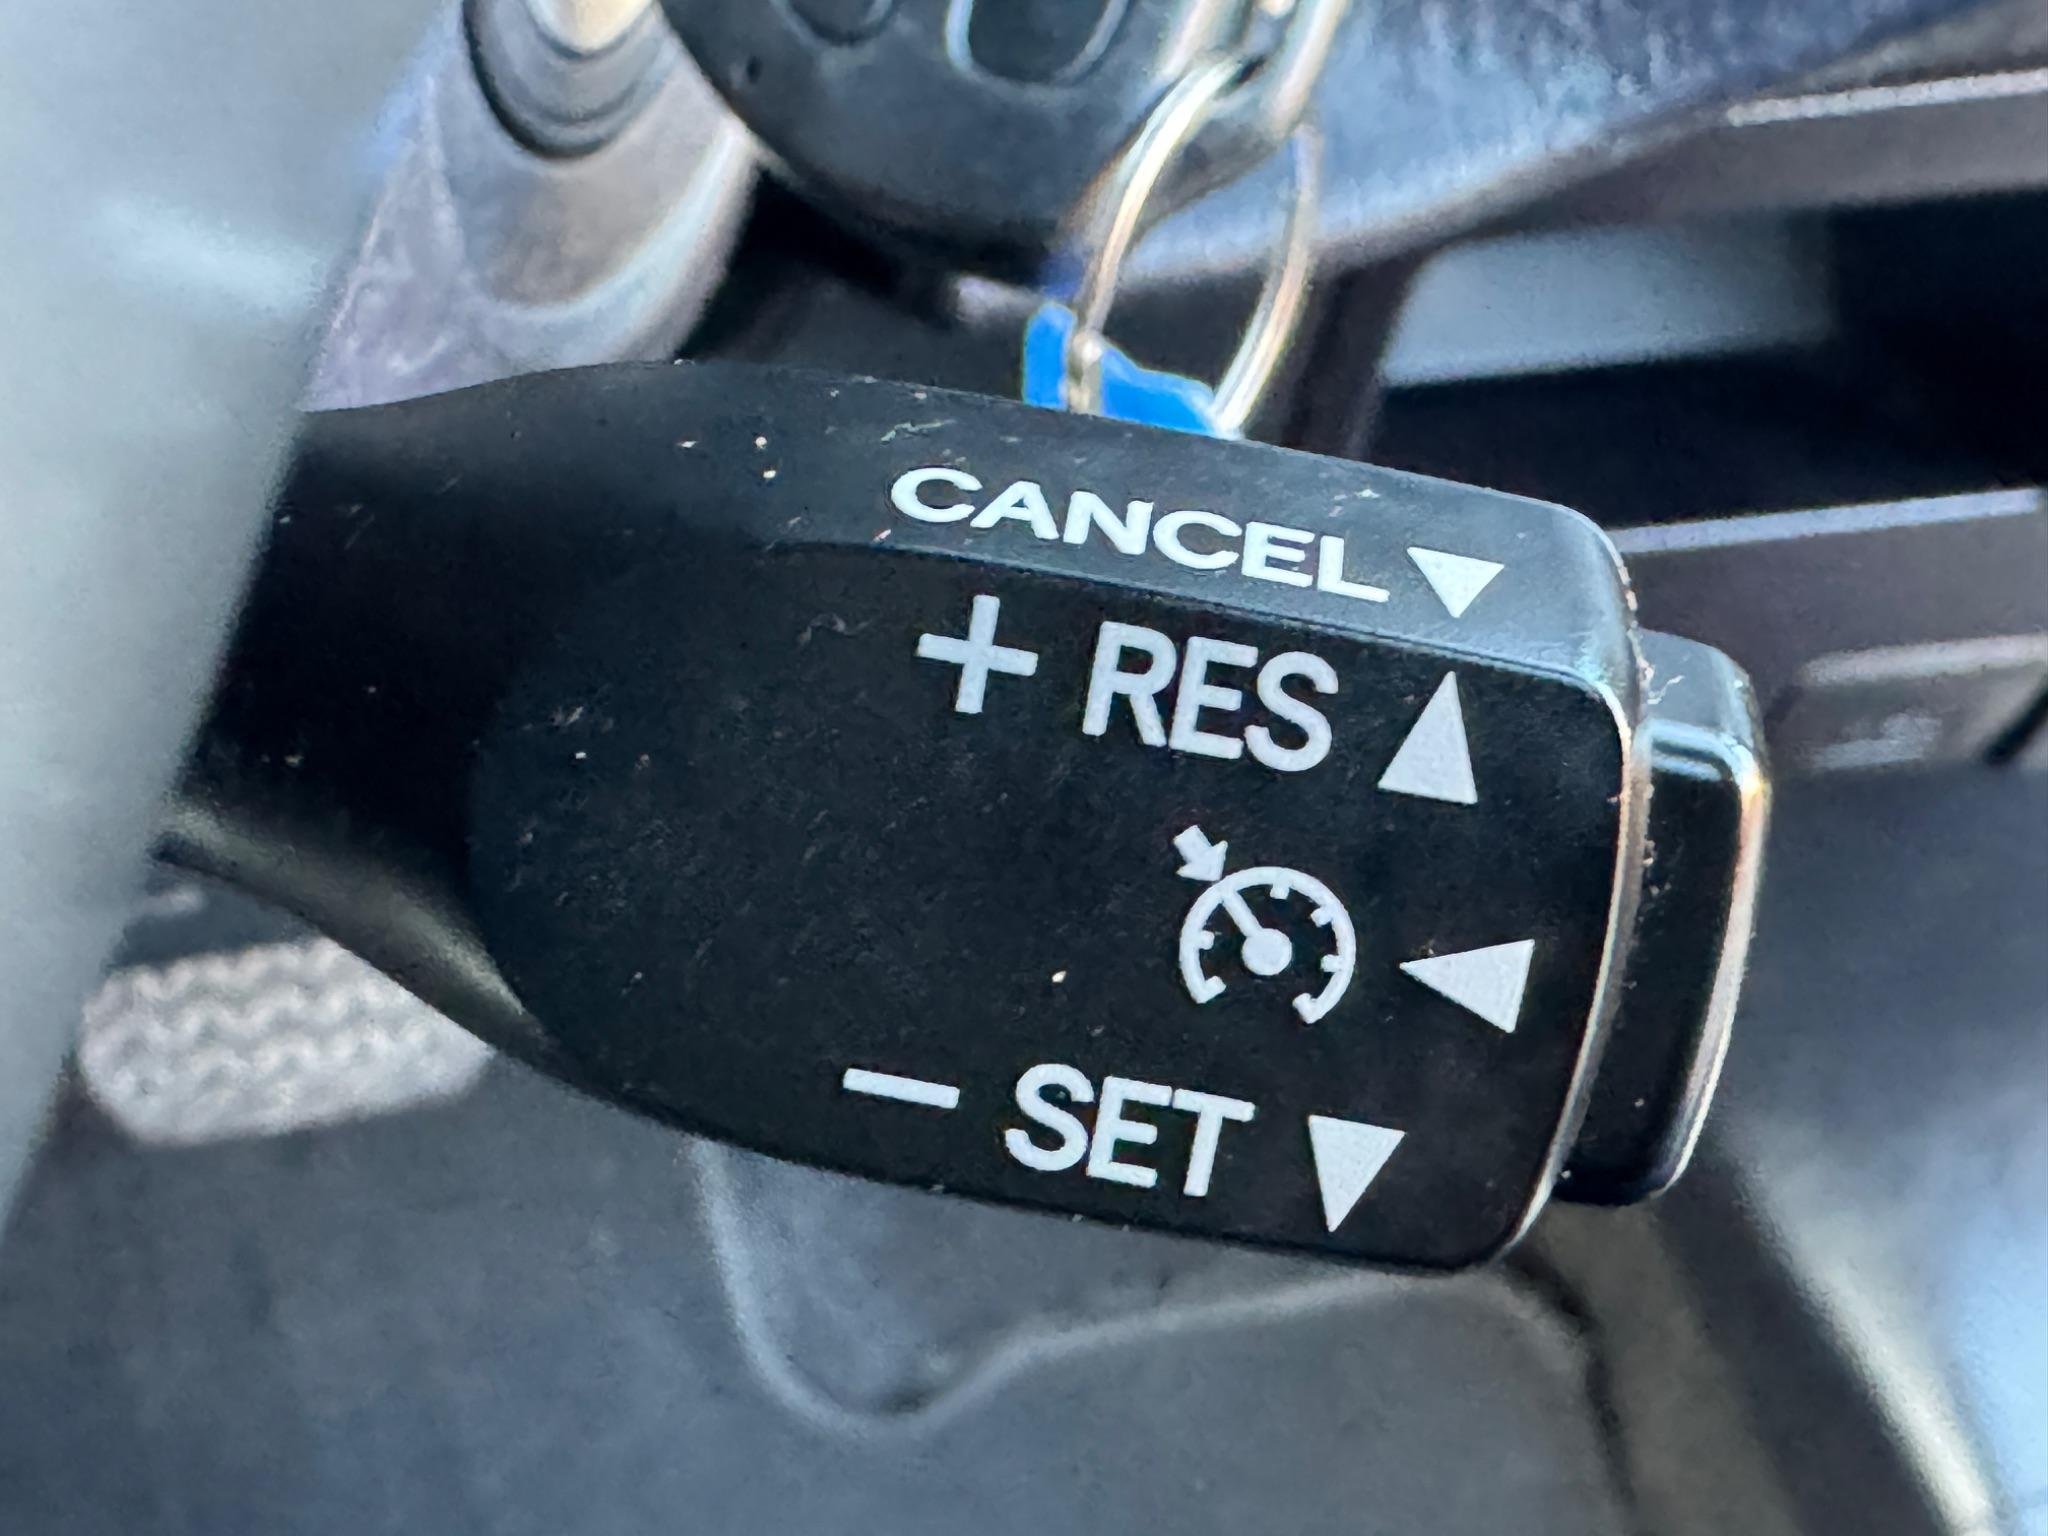 CANCEL ▼
+ RES ▲
◀
− SET ▼